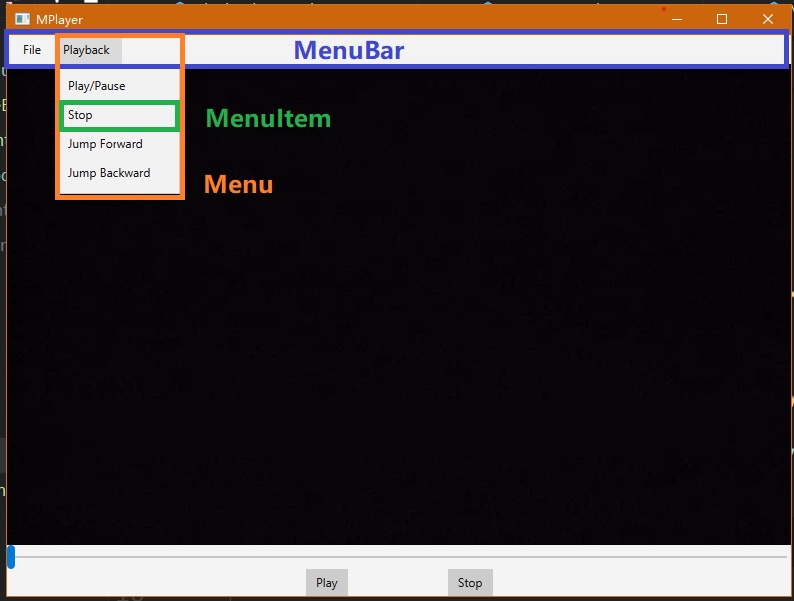 MPlayer
File Playback MenuBar
Play/Pause
Stop MenuItem
Jump Forward
Jump Backward Menu
Play Stop